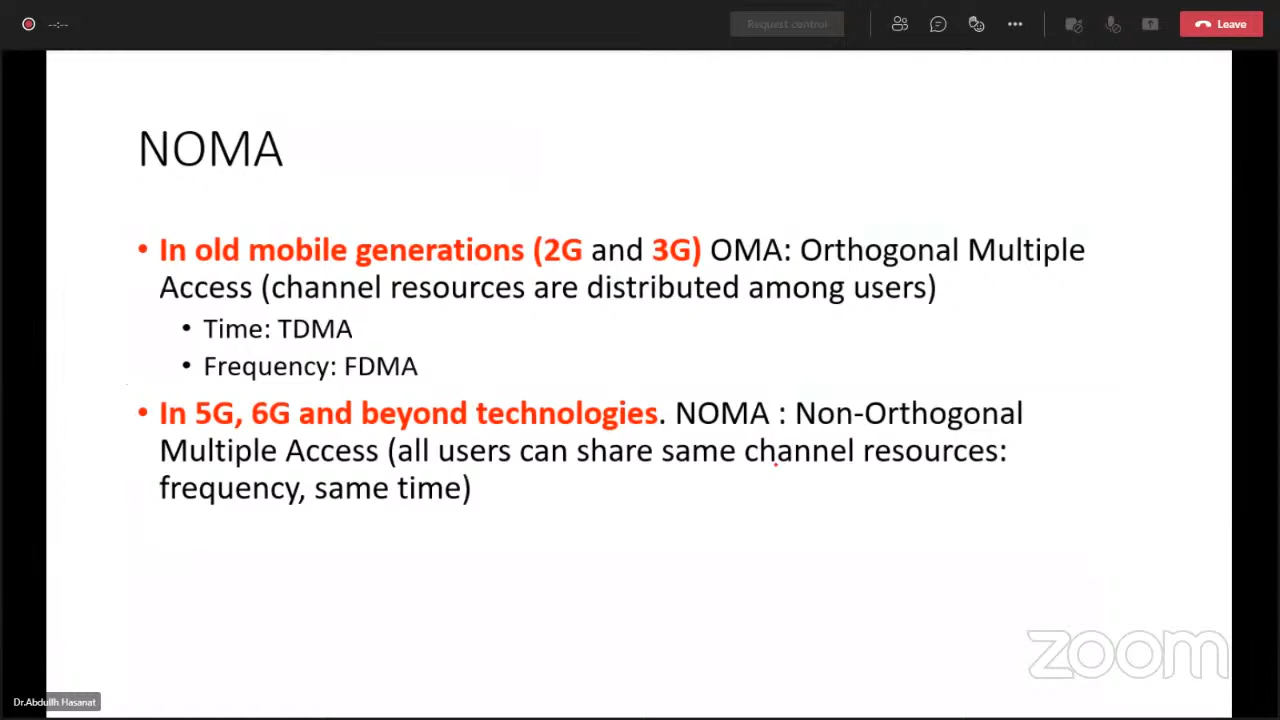 --:--
Request control
Leave
NOMA
• In old mobile generations (2G and 3G) OMA: Orthogonal Multiple
Access (channel resources are distributed among users)
• Time: TDMA
• Frequency: FDMA
• In 5G, 6G and beyond technologies. NOMA : Non-Orthogonal
Multiple Access (all users can share same channel resources:
frequency, same time)
zoom
Dr.Abdullh Hasanat